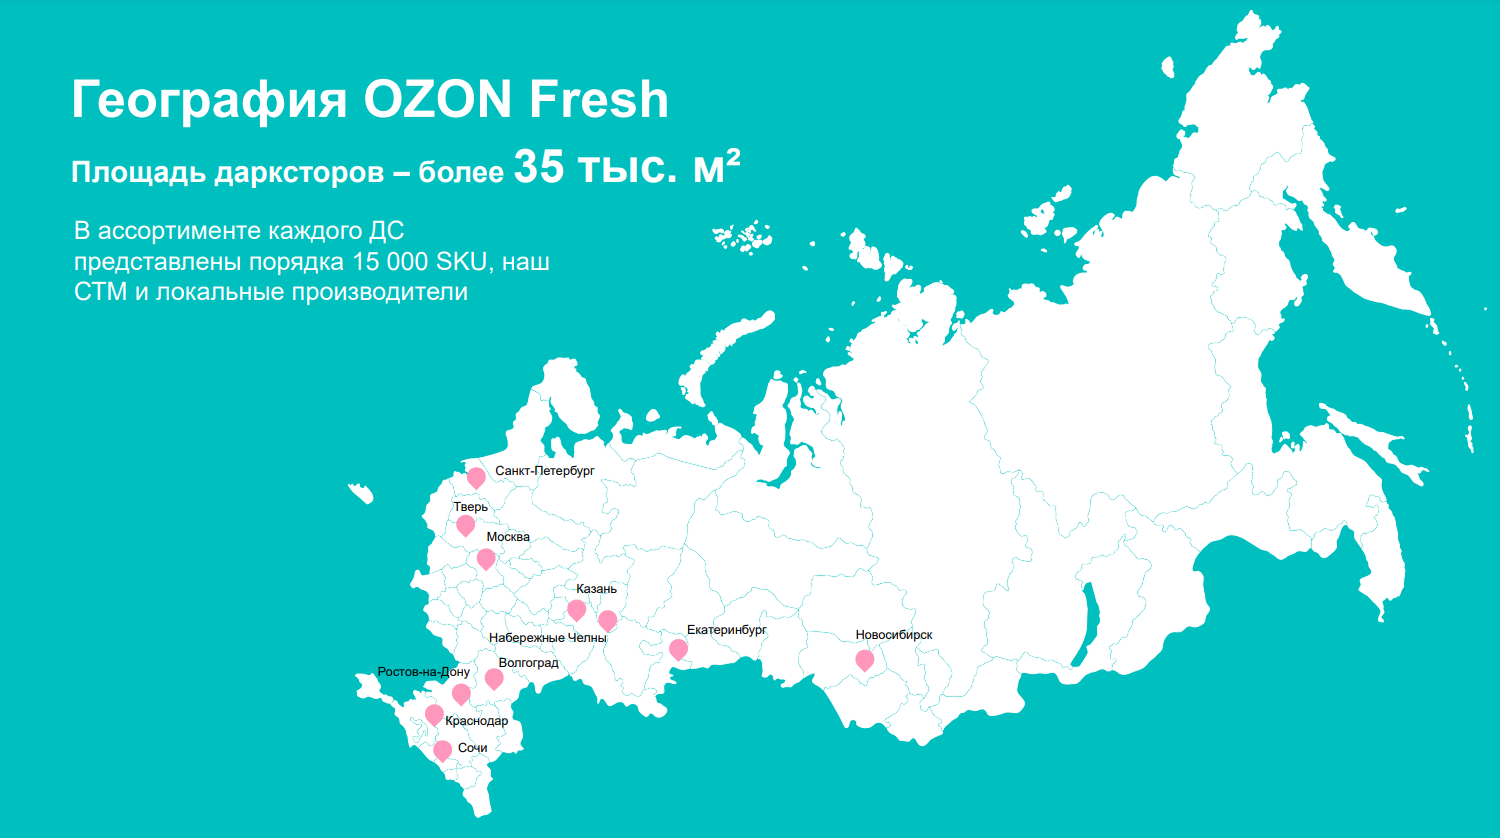 География OZON Fresh
Площадь дарксторов – более 35 тыс. м²
В ассортименте каждого ДС
представлены порядка 15 000 SKU, наш
СТМ и локальные производители
Санкт-Петербург
Тверь
Москва
Казань
Набережные Челны
Екатеринбург
Новосибирск
Волгоград
Ростов-на-Дону
Краснодар
Сочи